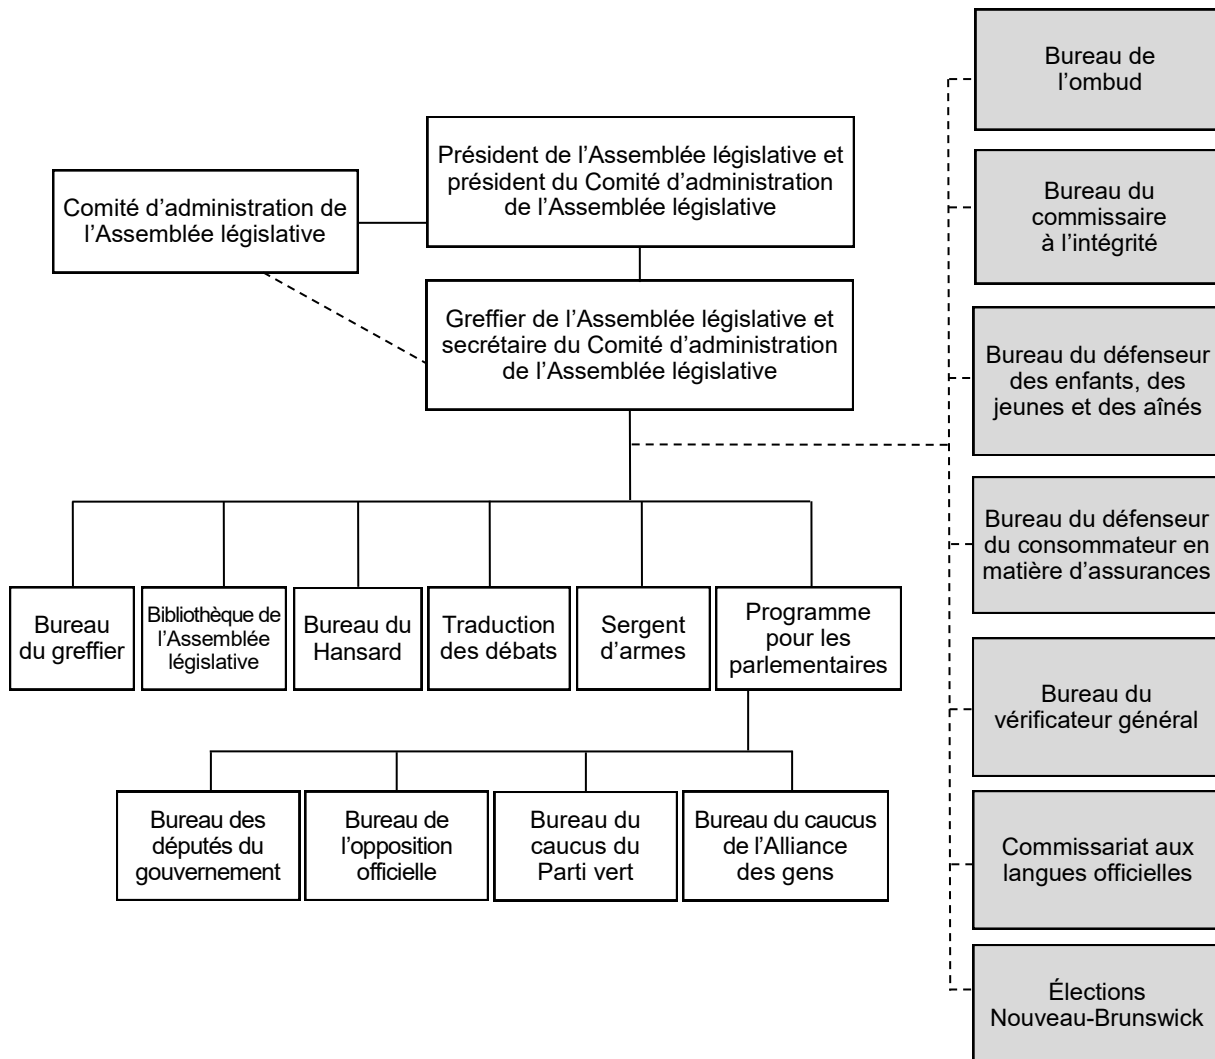 Président de l’Assemblée législative et
président du Comité d’administration
de l’Assemblée législative
Comité d’administration de
l’Assemblée législative
Greffier de l’Assemblée législative et
secrétaire du Comité d’administration
de l’Assemblée législative
Bureau
du greffier
Bibliothèque de
l’Assemblée
législative
Bureau du
Hansard
Traduction
des débats
Sergent
d’armes
Programme
pour les
parlementaires
Bureau des
députés du
gouvernement
Bureau de
l’opposition
officielle
Bureau du
caucus du
Parti vert
Bureau du caucus
de l’Alliance
des gens
Bureau de
l’ombud
Bureau du
commissaire
à l’intégrité
Bureau du défenseur
des enfants, des
jeunes et des aînés
Bureau du défenseur
du consommateur en
matière d’assurances
Bureau du
vérificateur général
Commissariat aux
langues officielles
Élections
Nouveau-Brunswick